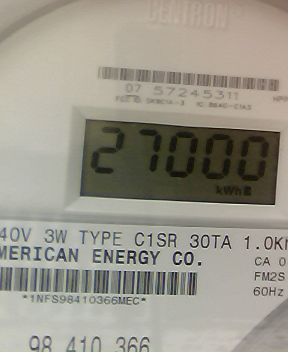 CENTRON®
07 57245311
27000
kWh
40V 3W TYPE C1SR 30TA 1.0K
MERICAN ENERGY CO.
CA 0
FM2S
*1NFS98410366MEC*
60Hz
98 410 366